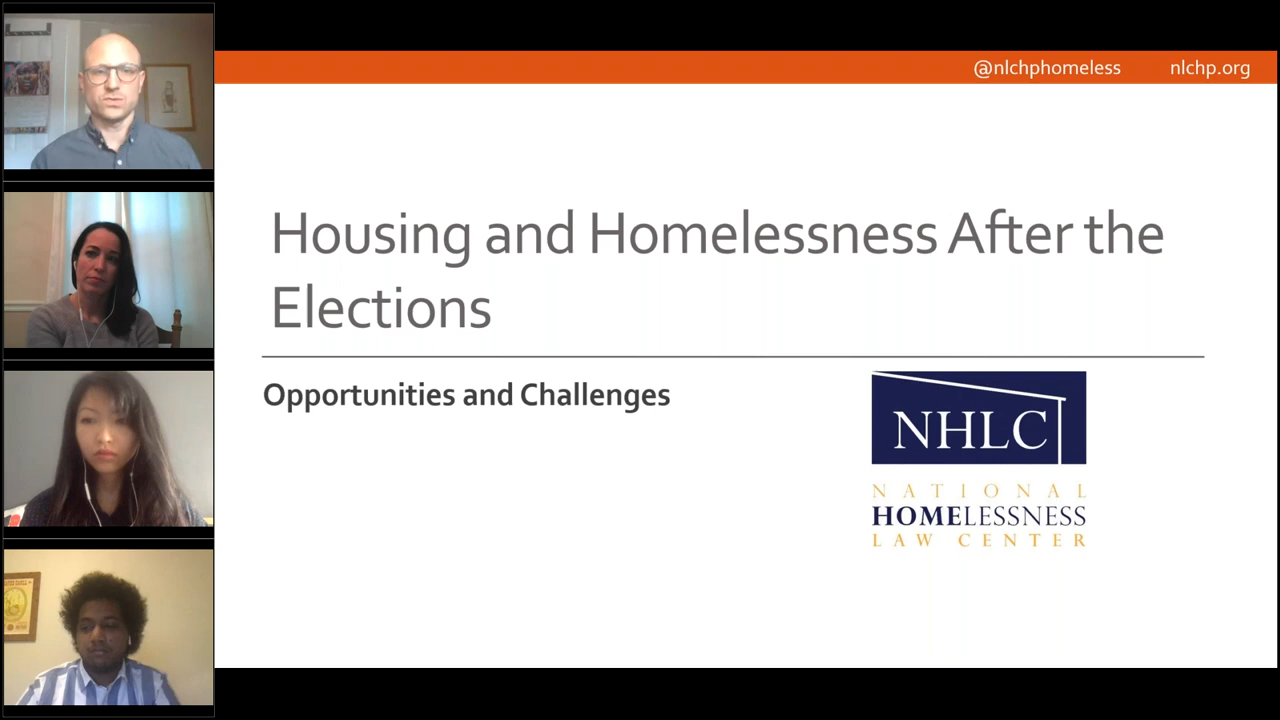 @nlchphomeless nlchp.org
Housing and Homelessness After the
Elections
Opportunities and Challenges
NHLC
NATIONAL
HOMELESSNESS
LAW CENTER